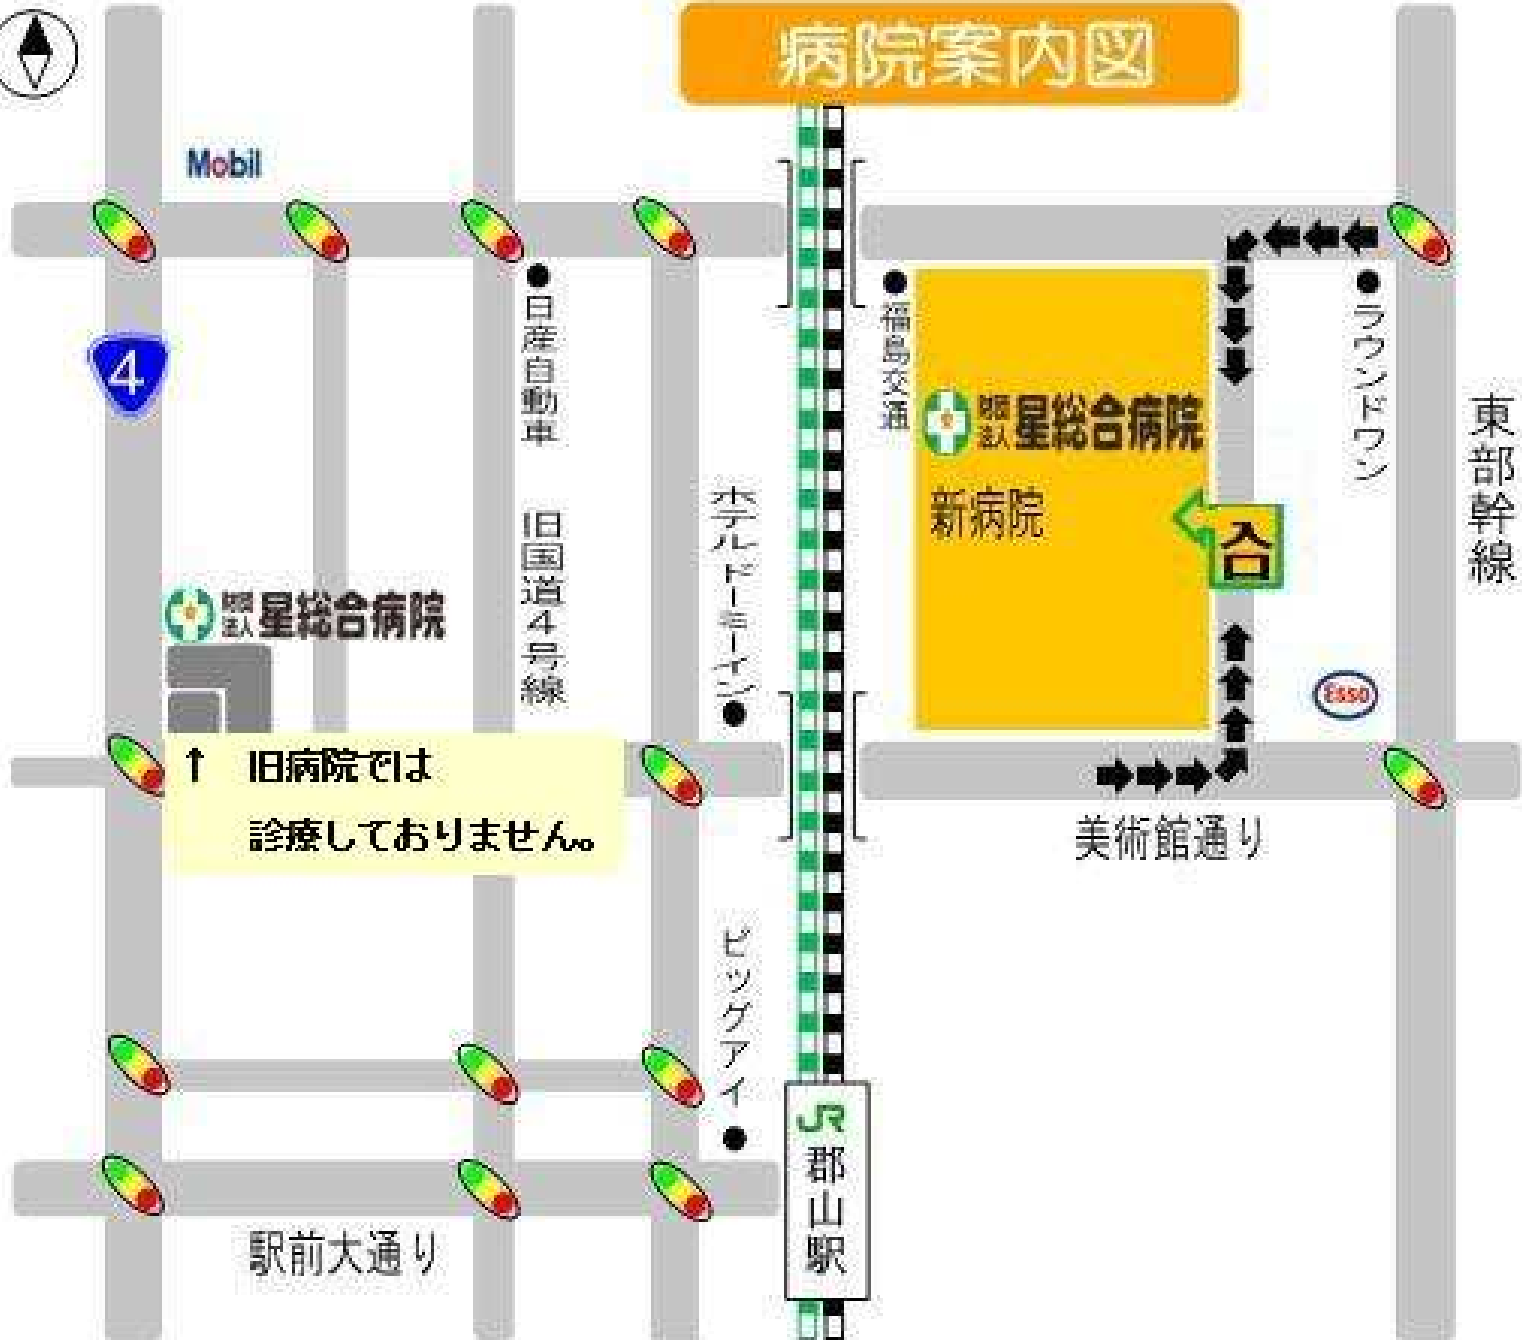 病院案内図
Mobil
4
日産自動車
旧国道4号線
ホテルドーミーイン
福島交通
財団
法人
星総合病院
新病院
入口
ラウンドワン
東部幹線
Esso
財団
法人
星総合病院
↑ 旧病院では
診療しておりません。
美術館通り
ビッグアイ
JR
郡山駅
駅前大通り